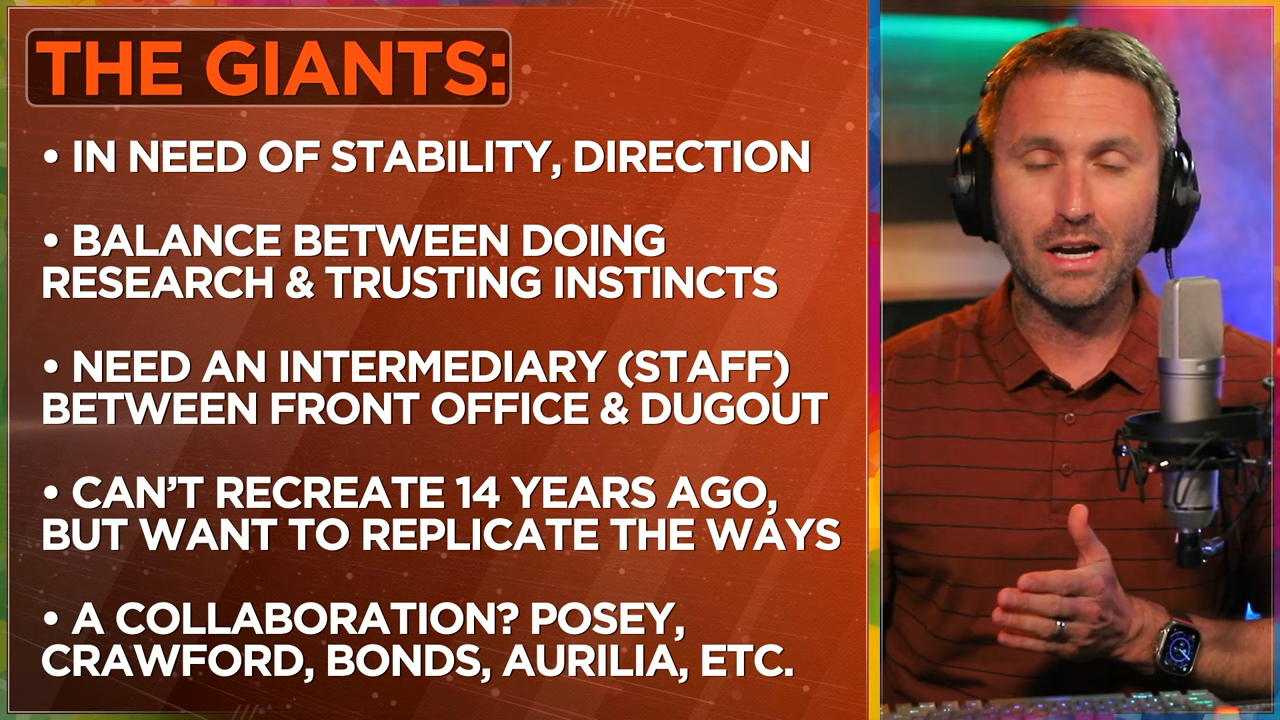 THE GIANTS:
• IN NEED OF STABILITY, DIRECTION
• BALANCE BETWEEN DOING
RESEARCH & TRUSTING INSTINCTS
• NEED AN INTERMEDIARY (STAFF)
BETWEEN FRONT OFFICE & DUGOUT
• CAN'T RECREATE 14 YEARS AGO,
BUT WANT TO REPLICATE THE WAYS
• A COLLABORATION? POSEY,
CRAWFORD, BONDS, AURILIA, ETC.